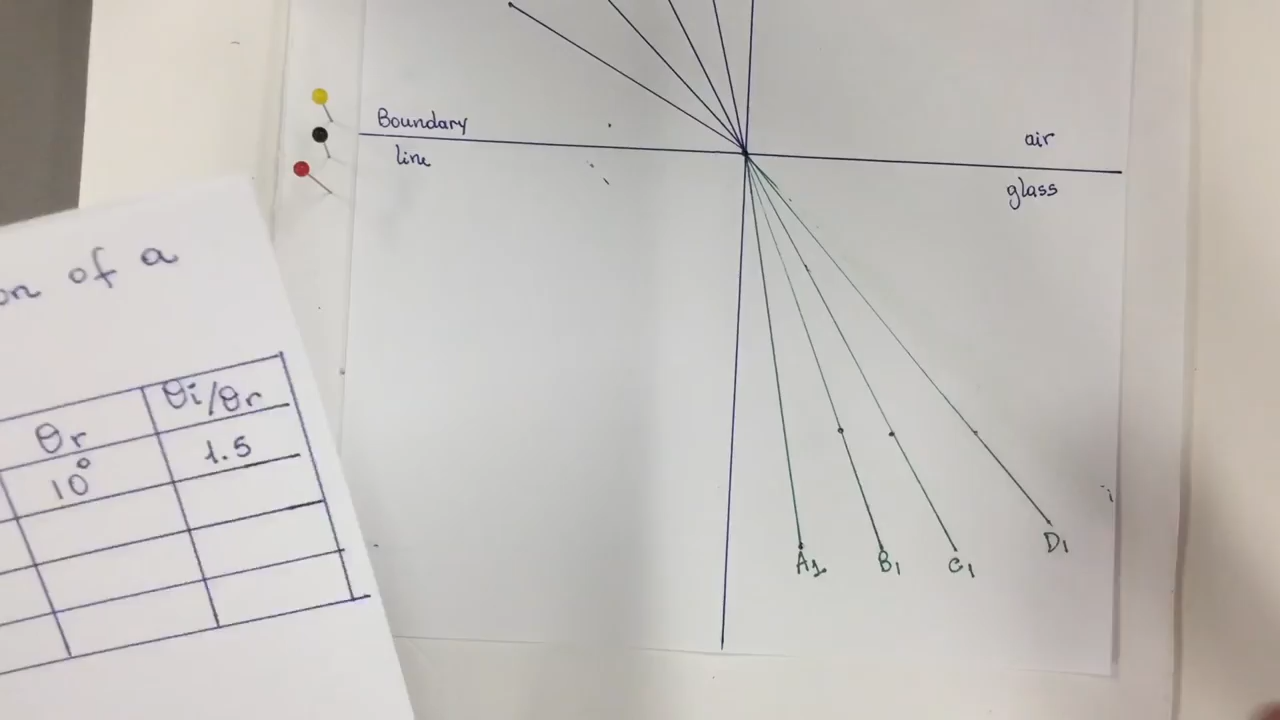 Boundary
line
air
glass
on of a
θr
θi/θr
10°
1.5
A1
B1
C1
D1